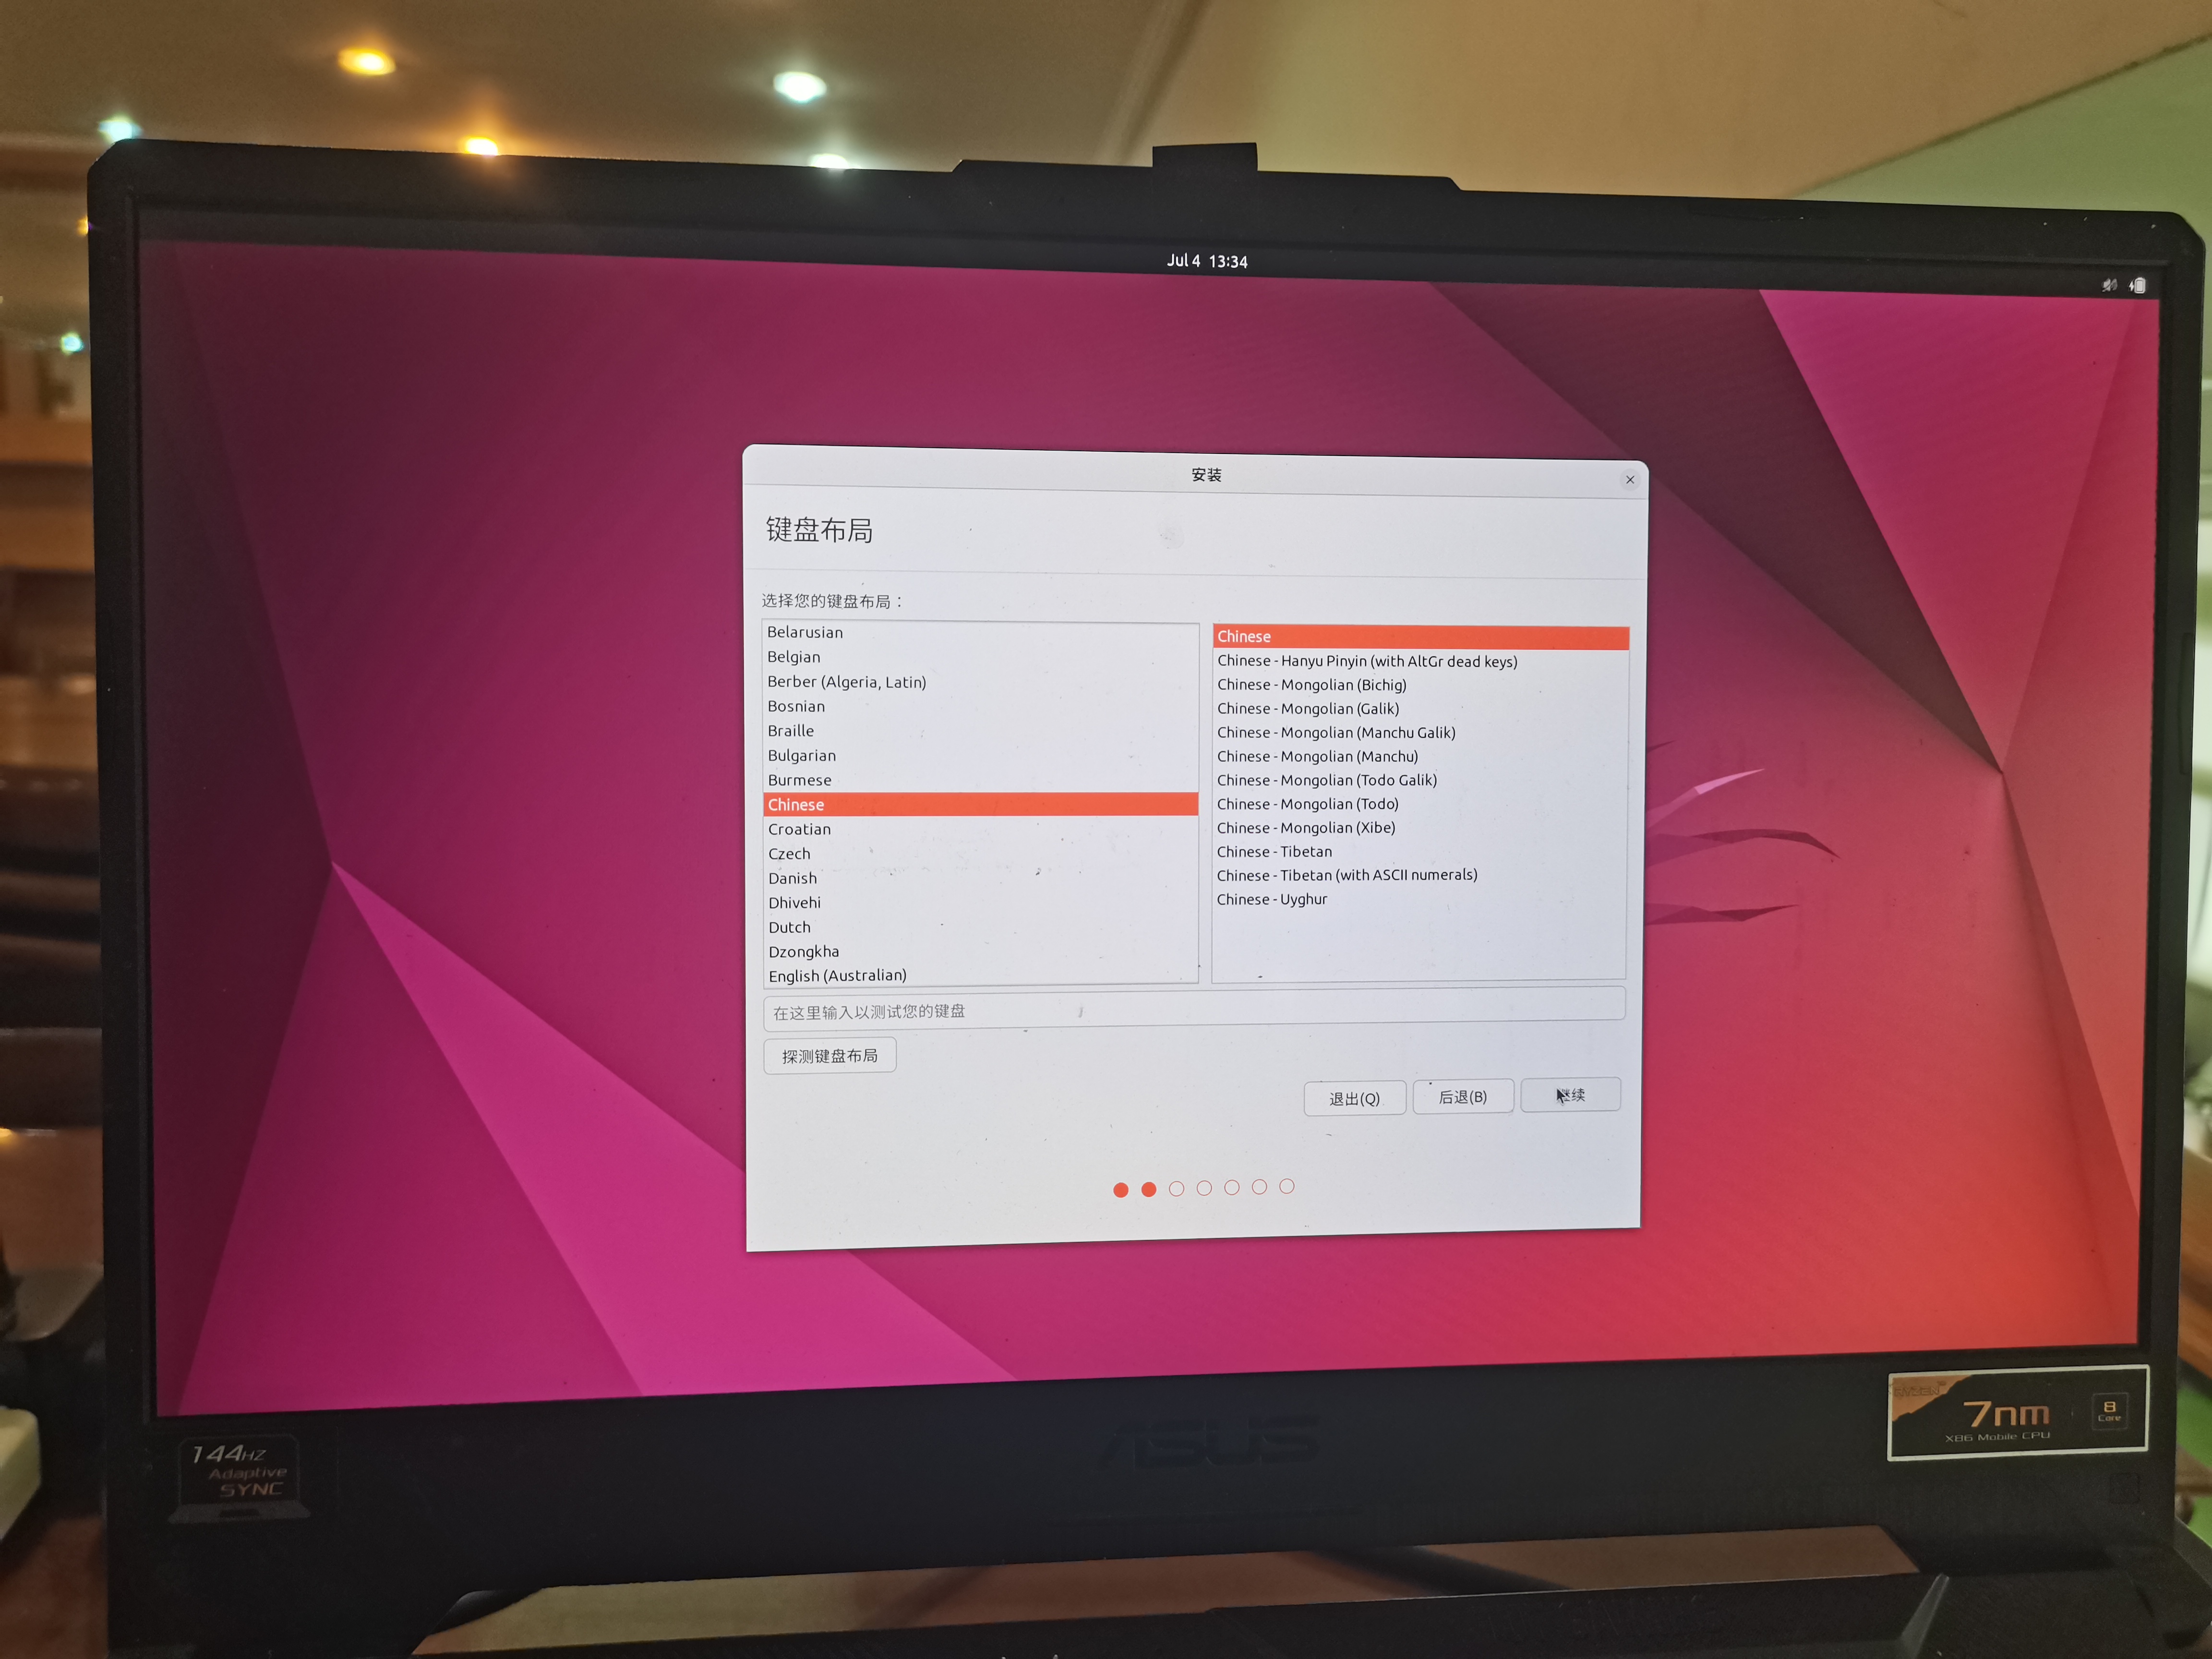 Jul 4 13:34
安装
键盘布局
选择您的键盘布局：
Belarusian
Belgian
Berber (Algeria, Latin)
Bosnian
Braille
Bulgarian
Burmese
Chinese
Croatian
Czech
Danish
Dhivehi
Dutch
Dzongkha
English (Australian)
Chinese
Chinese - Hanyu Pinyin (with AltGr dead keys)
Chinese - Mongolian (Bichig)
Chinese - Mongolian (Galik)
Chinese - Mongolian (Manchu Galik)
Chinese - Mongolian (Manchu)
Chinese - Mongolian (Todo Galik)
Chinese - Mongolian (Todo)
Chinese - Mongolian (Xibe)
Chinese - Tibetan
Chinese - Tibetan (with ASCII numerals)
Chinese - Uyghur
在这里输入以测试您的键盘
探测键盘布局
退出(Q)
后退(B)
继续
ASUS
144HZ
Adaptive
SYNC
7nm
X86 Mobile CPU
8
Core